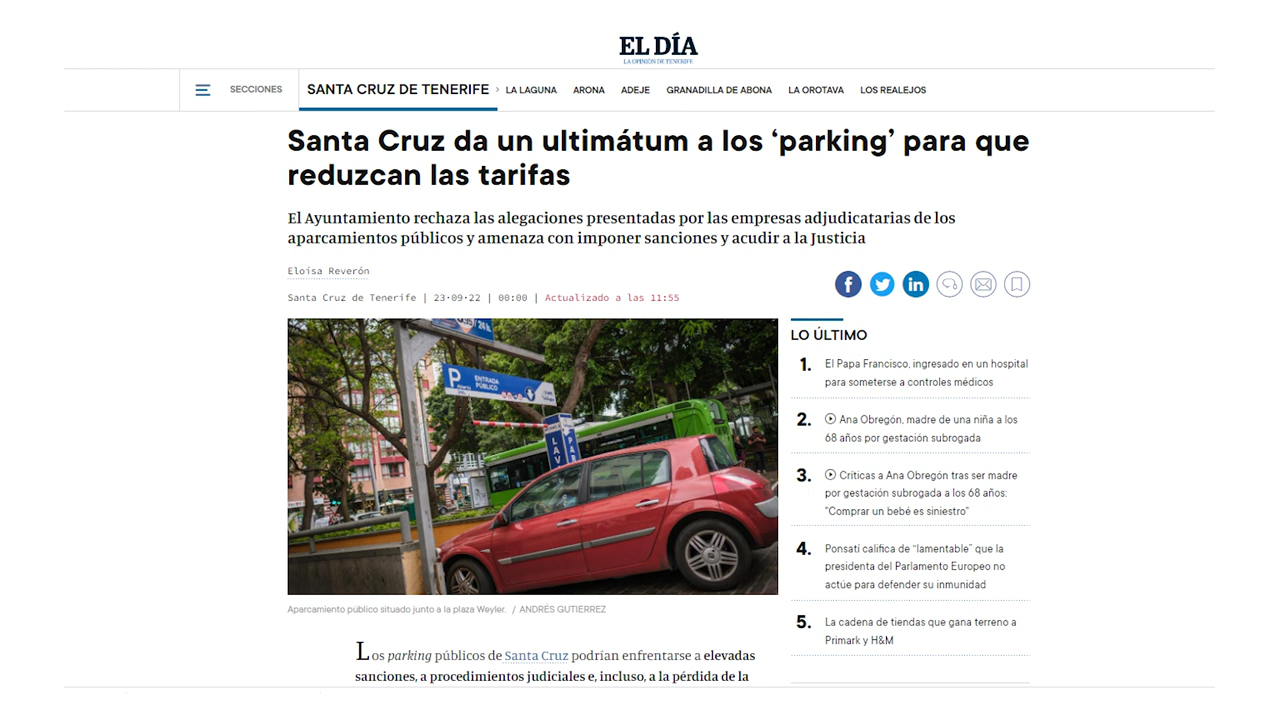 EL DÍA
LA OPINIÓN DE TENERIFE
SECCIONES
SANTA CRUZ DE TENERIFE › LA LAGUNA ARONA ADEJE GRANADILLA DE ABONA LA OROTAVA LOS REALEJOS
Santa Cruz da un ultimátum a los ‘parking’ para que
reduzcan las tarifas
El Ayuntamiento rechaza las alegaciones presentadas por las empresas adjudicatarias de los
aparcamientos públicos y amenaza con imponer sanciones y acudir a la Justicia
Eloísa Reverón
Santa Cruz de Tenerife | 23·09·22 | 00:00 | Actualizado a las 11:55
/ 24 h.
P
ENTRADA
PÚBLICO
LAV
PAR
Aparcamiento público situado junto a la plaza Weyler. / ANDRÉS GUTIERREZ
Los parking públicos de Santa Cruz podrían enfrentarse a elevadas
sanciones, a procedimientos judiciales e, incluso, a la pérdida de la
LO ÚLTIMO
1. El Papa Francisco, ingresado en un hospital
para someterse a controles médicos
2. Ana Obregón, madre de una niña a los
68 años por gestación subrogada
3. Críticas a Ana Obregón tras ser madre
por gestación subrogada a los 68 años:
"Comprar un bebé es siniestro"
4. Ponsatí califica de “lamentable” que la
presidenta del Parlamento Europeo no
actúe para defender su inmunidad
5. La cadena de tiendas que gana terreno a
Primark y H&M